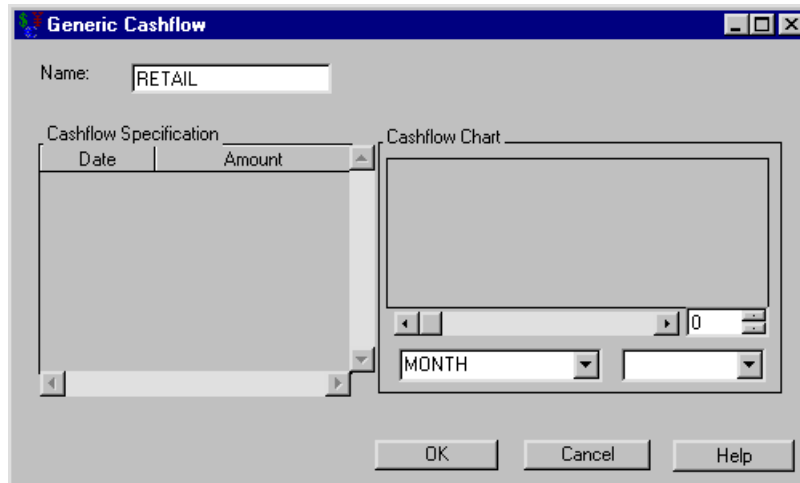 Generic Cashflow
Name: RETAIL
Cashflow Specification
Date Amount
Cashflow Chart
0
MONTH
OK Cancel Help